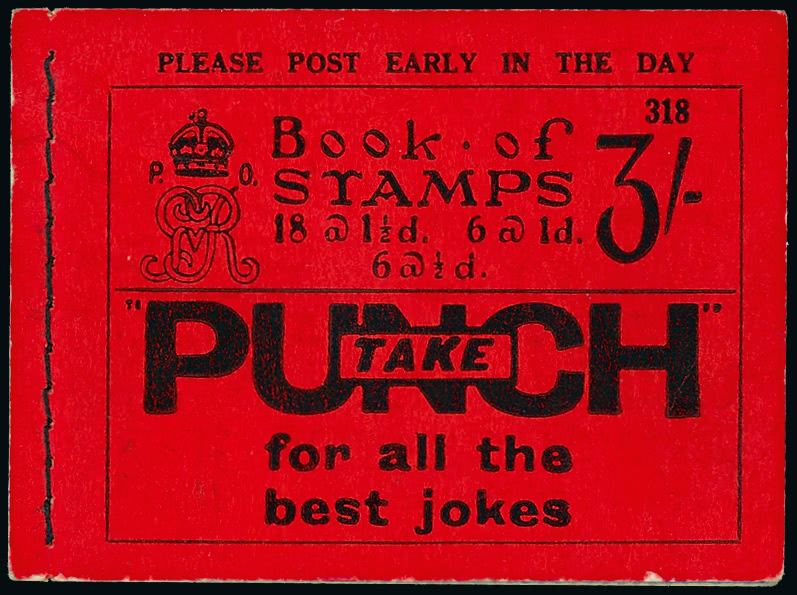 PLEASE POST EARLY IN THE DAY
318
P. O.
GvR
Book · of 3/-
STAMPS
18 @ 1½d. 6 @ 1d.
6 @ ½d.
"PUNCH"
TAKE
for all the
best jokes